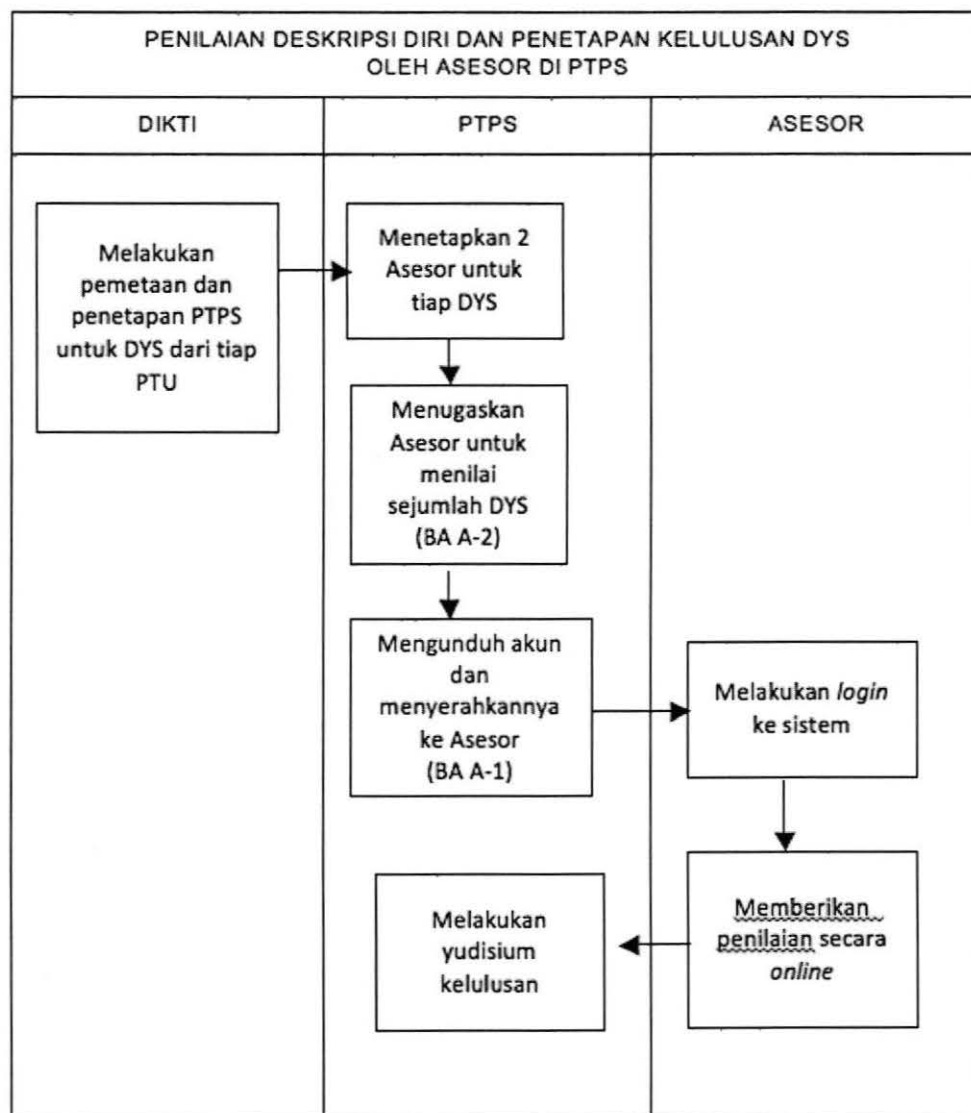 PENILAIAN DESKRIPSI DIRI DAN PENETAPAN KELULUSAN DYS
OLEH ASESOR DI PTPS
DIKTI
PTPS
ASESOR
Melakukan
pemetaan dan
penetapan PTPS
untuk DYS dari tiap
PTU
Menetapkan 2
Asesor untuk
tiap DYS
Menugaskan
Asesor untuk
menilai
sejumlah DYS
(BA A-2)
Mengunduh akun
dan
menyerahkannya
ke Asesor
(BA A-1)
Melakukan login
ke sistem
Memberikan
penilaian secara
online
Melakukan
yudisium
kelulusan